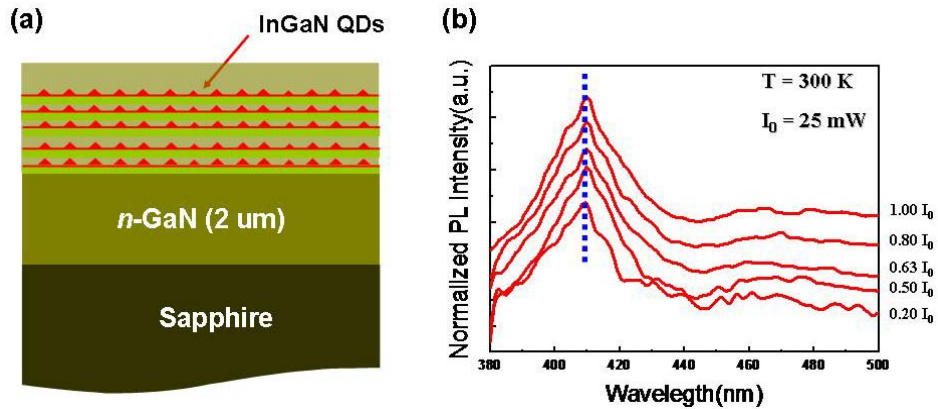 (a)
InGaN QDs
n-GaN (2 um)
Sapphire
(b)
T = 300 K
I₀ = 25 mW
Normalized PL Intensity(a.u.)
1.00 I₀
0.80 I₀
0.63 I₀
0.50 I₀
0.20 I₀
380 400 420 440 460 480 500
Wavelegth(nm)